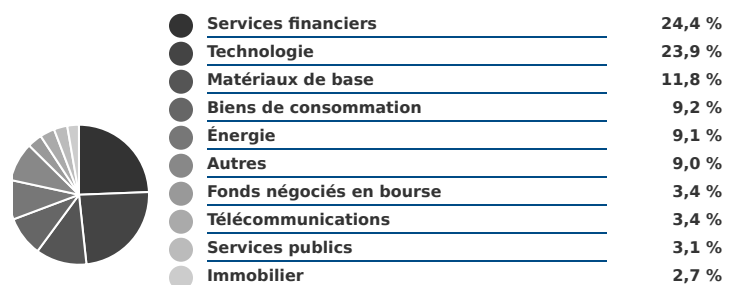 Services financiers 24,4 %
Technologie 23,9 %
Matériaux de base 11,8 %
Biens de consommation 9,2 %
Énergie 9,1 %
Autres 9,0 %
Fonds négociés en bourse 3,4 %
Télécommunications 3,4 %
Services publics 3,1 %
Immobilier 2,7 %